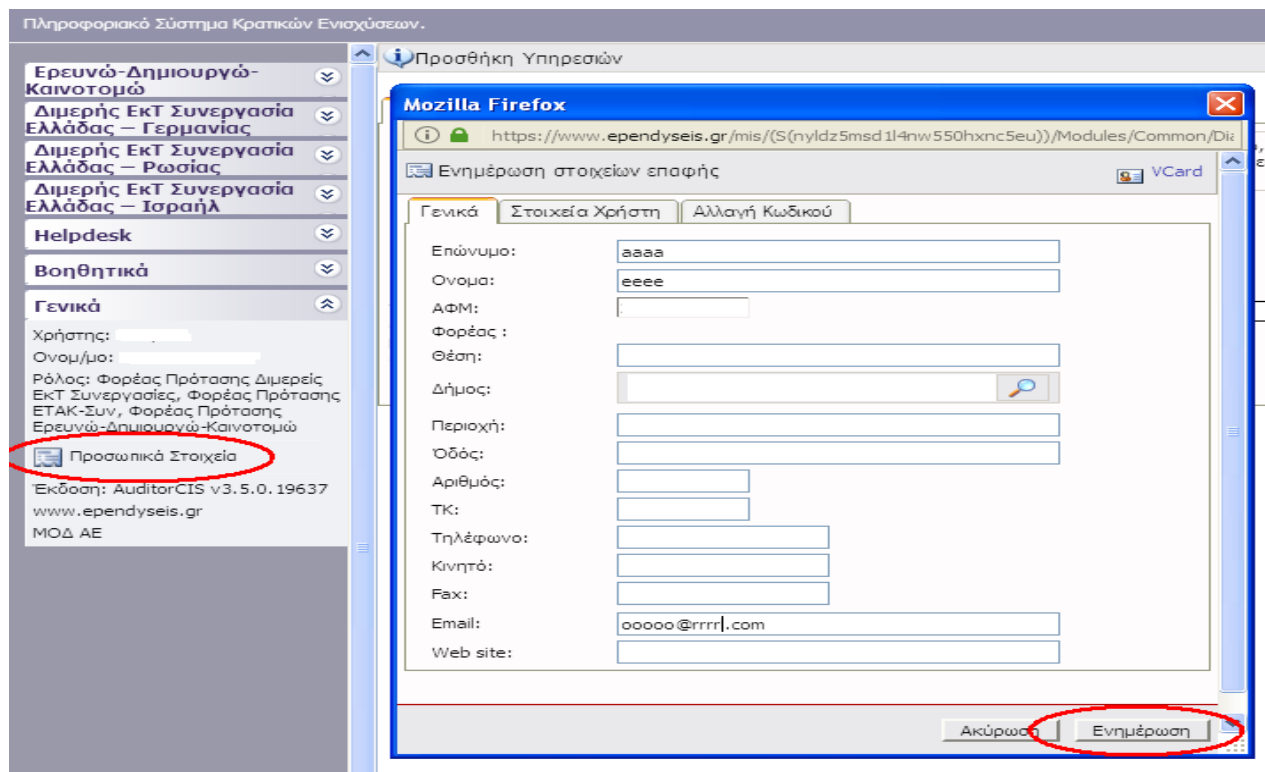 Πληροφοριακό Σύστημα Κρατικών Ενισχύσεων.
Ερευνώ-Δημιουργώ-
Καινοτομώ
Διμερής ΕκΤ Συνεργασία
Ελλάδας – Γερμανίας
Διμερής ΕκΤ Συνεργασία
Ελλάδας – Ρωσίας
Διμερής ΕκΤ Συνεργασία
Ελλάδας – Ισραήλ
Helpdesk
Βοηθητικά
Γενικά
Χρήστης:
Ονομ/μο:
Ρόλος: Φορέας Πρότασης Διμερείς
ΕκΤ Συνεργασίες, Φορέας Πρότασης
ΕΤΑΚ-Συν, Φορέας Πρότασης
Ερευνώ-Δημιουργώ-Καινοτομώ
Προσωπικά Στοιχεία
Έκδοση: AuditorCIS v3.5.0.19637
www.ependyseis.gr
ΜΟΔ ΑΕ
Προσθήκη Υπηρεσιών
Mozilla Firefox
https://www.ependyseis.gr/mis/(S(nyldz5msd1l4nw550hxnc5eu))/Modules/Common/Dia
Ενημέρωση στοιχείων επαφής
VCard
Γενικά Στοιχεία Χρήστη Αλλαγή Κωδικού
Επώνυμο: aaaa
Ονομα: eeee
ΑΦΜ:
Φορέας :
Θέση:
Δήμος:
Περιοχή:
Όδός:
Αριθμός:
ΤΚ:
Τηλέφωνο:
Κινητό:
Fax:
Email: ooooo@rrrr.com
Web site:
Ακύρωση Ενημέρωση